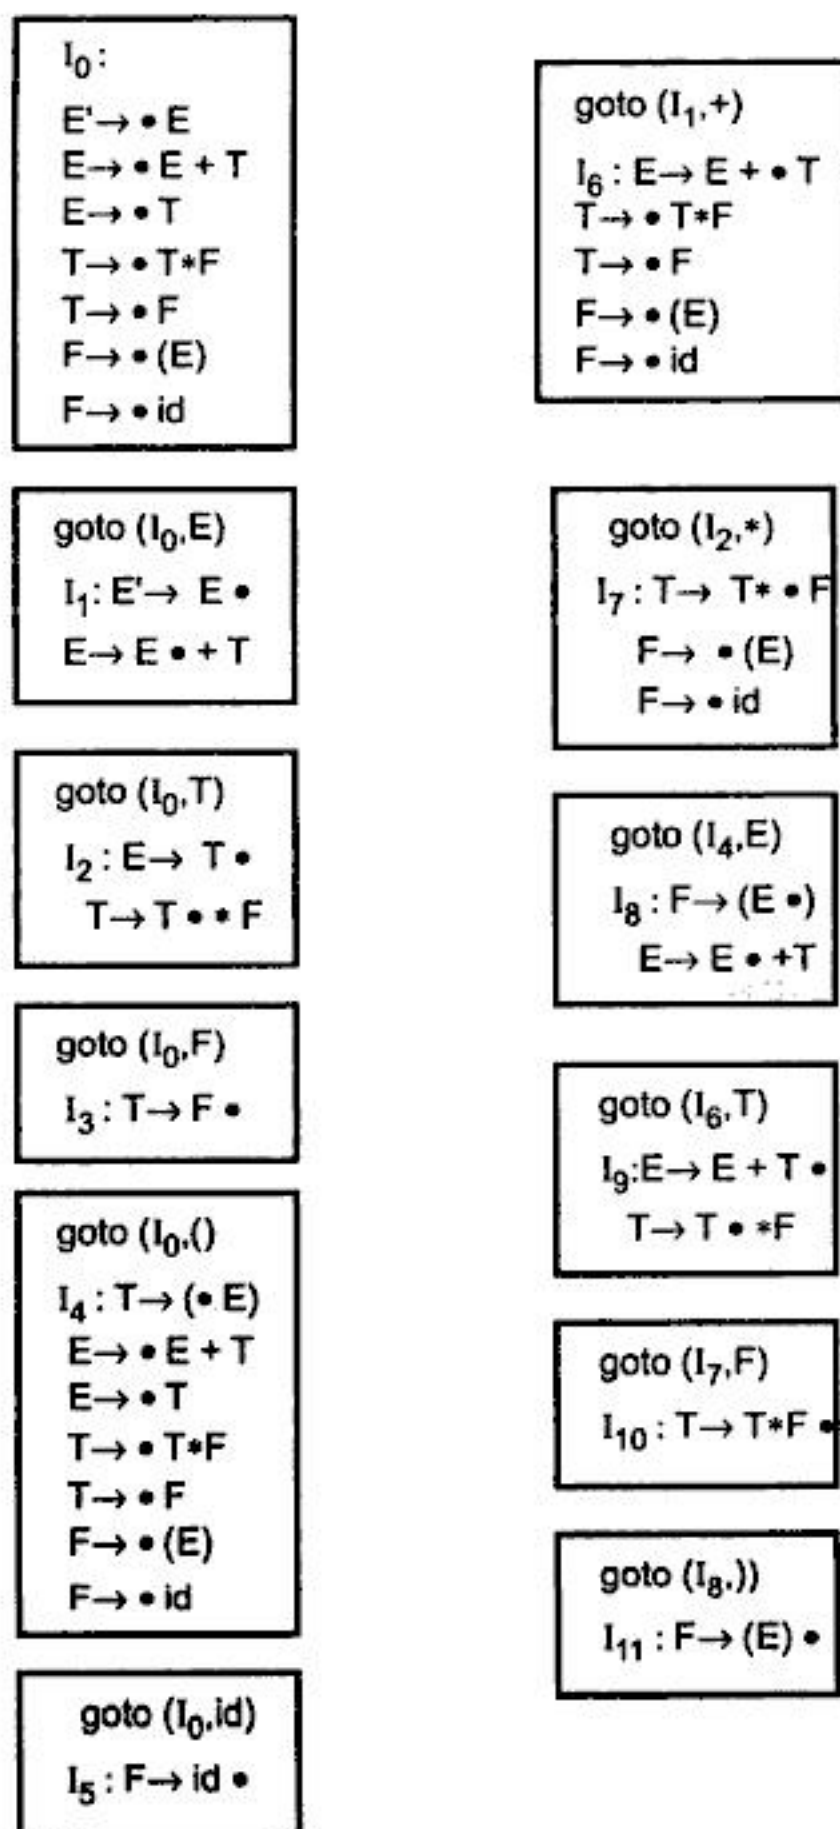 I₀ :
E'→ • E
E→ • E + T
E→ • T
T→ • T*F
T→ • F
F→ • (E)
F→ • id
goto (I₀,E)
I₁: E'→ E •
E→ E • + T
goto (I₀,T)
I₂ : E→ T •
T→ T • * F
goto (I₀,F)
I₃ : T→ F •
goto (I₀,()
I₄ : T→ (• E)
E→ • E + T
E→ • T
T→ • T*F
T→ • F
F→ • (E)
F→ • id
goto (I₀,id)
I₅ : F→ id •
goto (I₁,+)
I₆ : E→ E + • T
T→ • T*F
T→ • F
F→ • (E)
F→ • id
goto (I₂,*)
I₇ : T→ T* • F
F→ • (E)
F→ • id
goto (I₄,E)
I₈ : F→ (E •)
E→ E • +T
goto (I₆,T)
I₉:E→ E + T •
T→ T • *F
goto (I₇,F)
I₁₀ : T→ T*F •
goto (I₈,))
I₁₁ : F→ (E) •